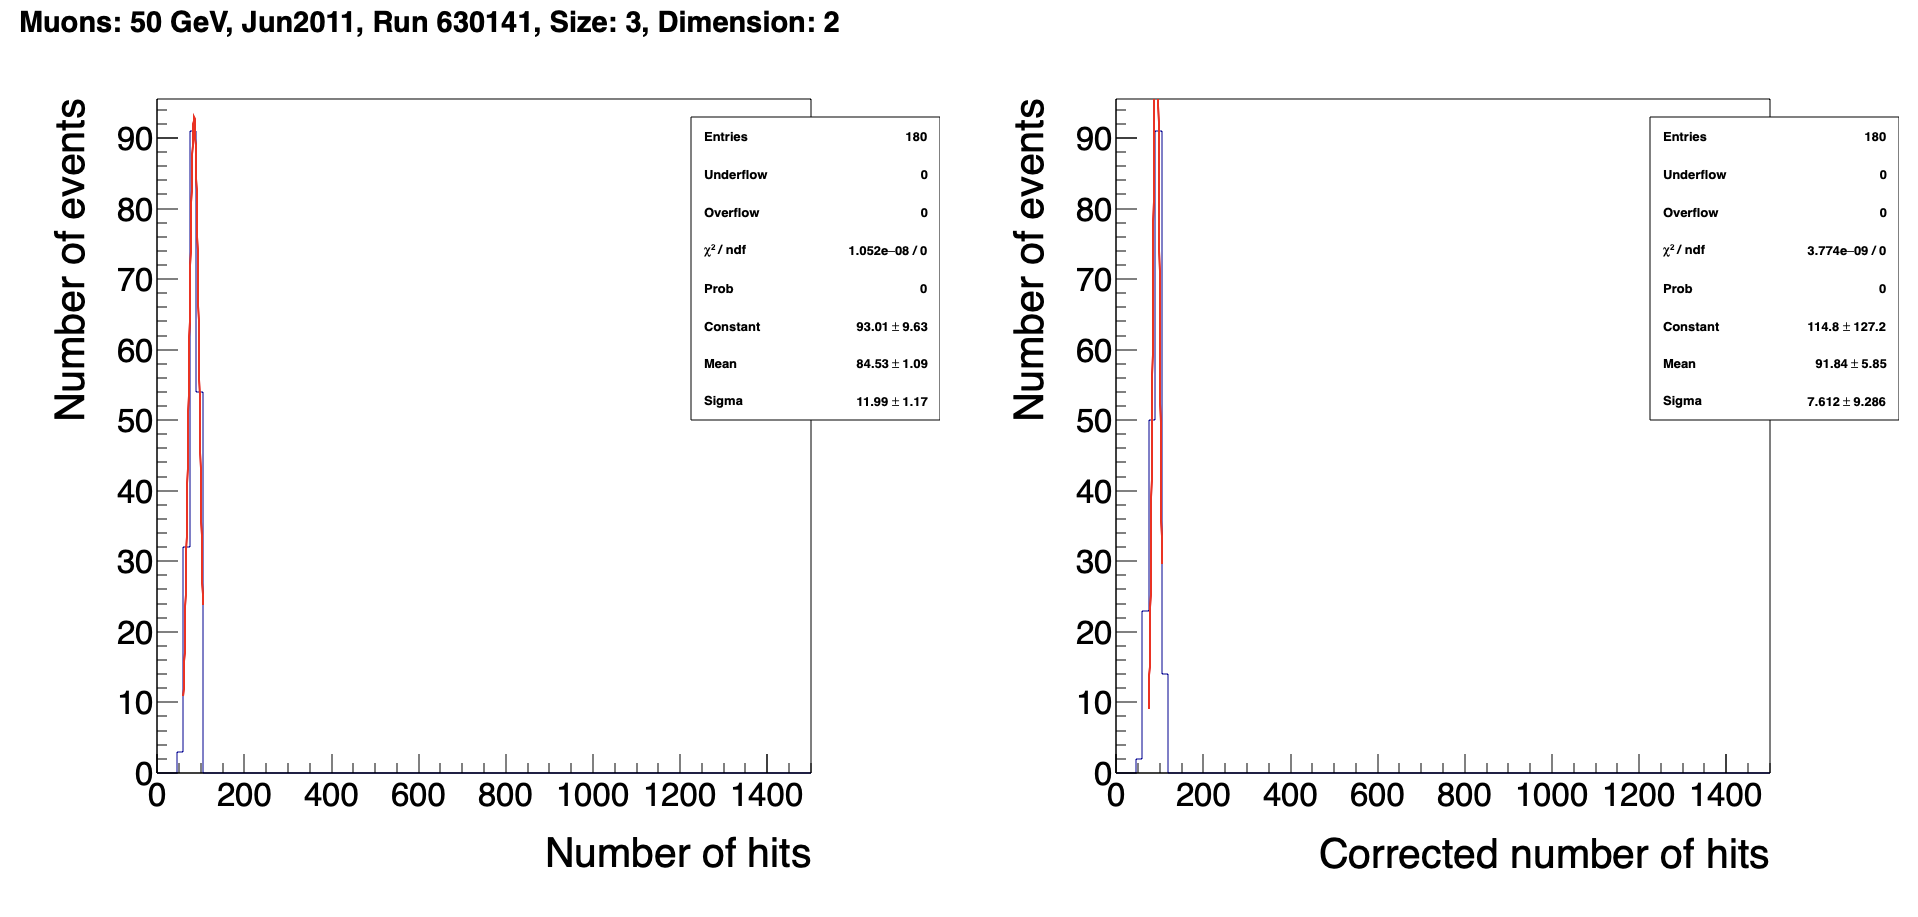 Muons: 50 GeV, Jun2011, Run 630141, Size: 3, Dimension: 2
Number of events
90
80
70
60
50
40
30
20
10
0
0 200 400 600 800 1000 1200 1400
Number of hits
Entries 180
Underflow 0
Overflow 0
χ² / ndf 1.052e–08 / 0
Prob 0
Constant 93.01 ± 9.63
Mean 84.53 ± 1.09
Sigma 11.99 ± 1.17
Number of events
90
80
70
60
50
40
30
20
10
0
0 200 400 600 800 1000 1200 1400
Corrected number of hits
Entries 180
Underflow 0
Overflow 0
χ² / ndf 3.774e–09 / 0
Prob 0
Constant 114.8 ± 127.2
Mean 91.84 ± 5.85
Sigma 7.612 ± 9.286